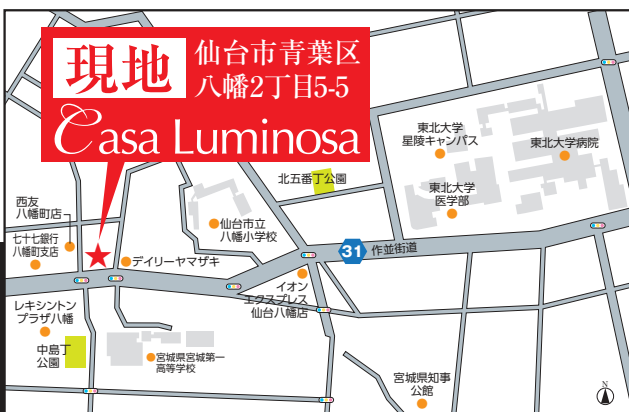 現地
仙台市青葉区
八幡2丁目5-5
Casa Luminosa
東北大学
星陵キャンパス
東北大学病院
北五番丁公園
東北大学
医学部
西友
八幡町店
仙台市立
八幡小学校
七十七銀行
八幡町支店
デイリーヤマザキ
31
作並街道
イオン
エクスプレス
仙台八幡店
レキシントン
プラザ八幡
中島丁
公園
宮城県宮城第一
高等学校
宮城県知事
公館
N